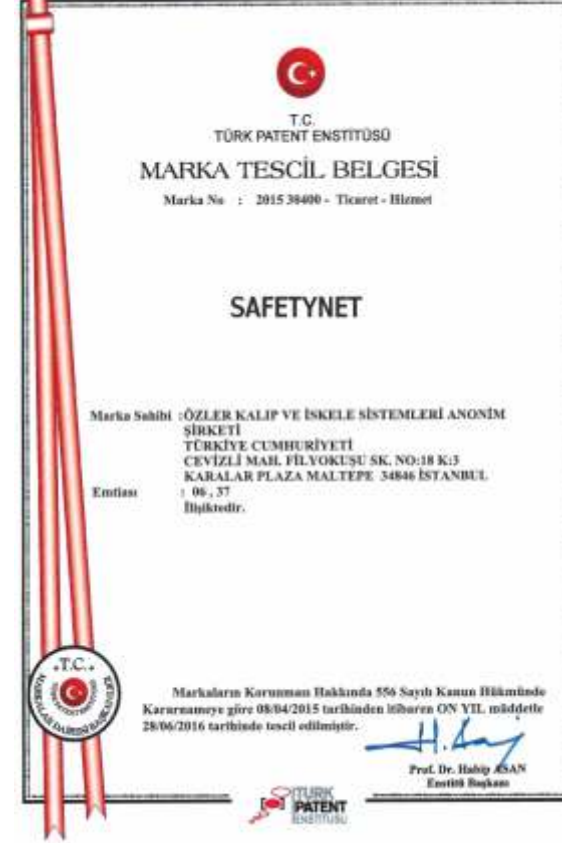 T.C.
TÜRK PATENT ENSTİTÜSÜ
MARKA TESCİL BELGESİ
Marka No : 2015 30400 - Ticaret - Hizmet
SAFETYNET
Marka Sahibi :ÖZLER KALIP VE İSKELE SİSTEMLERİ ANONİM
ŞİRKETİ
TÜRKİYE CUMHURİYETİ
CEVİZLİ MAH. FİLYOKUŞU SK. NO:18 K:3
KARALAR PLAZA MALTEPE 34846 İSTANBUL
Emtiası : 06 , 37
İlişiktedir.
T.C.
MARKALAR DAİRESİ BAŞKANLIĞI
Markaların Korunması Hakkında 556 Sayılı Kanun Hükmünde
Kararnameye göre 08/04/2015 tarihinden itibaren ON YIL müddetle
28/06/2016 tarihinde tescil edilmiştir.
Prof. Dr. Habip ASAN
Enstitü Başkanı
TÜRK
PATENT
ENSTİTÜSÜ